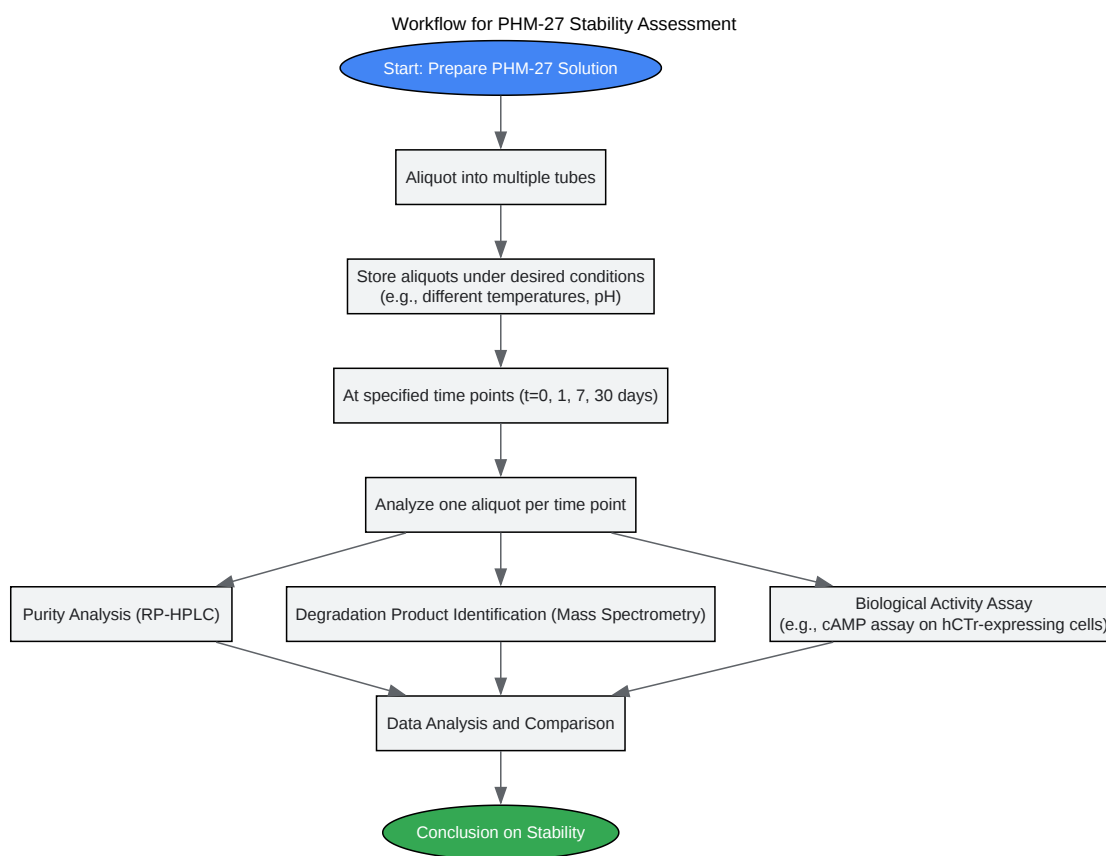 Workflow for PHM-27 Stability Assessment
Start: Prepare PHM-27 Solution
Aliquot into multiple tubes
Store aliquots under desired conditions
(e.g., different temperatures, pH)
At specified time points (t=0, 1, 7, 30 days)
Analyze one aliquot per time point
Purity Analysis (RP-HPLC)
Degradation Product Identification (Mass Spectrometry)
Biological Activity Assay
(e.g., cAMP assay on hCTr-expressing cells)
Data Analysis and Comparison
Conclusion on Stability